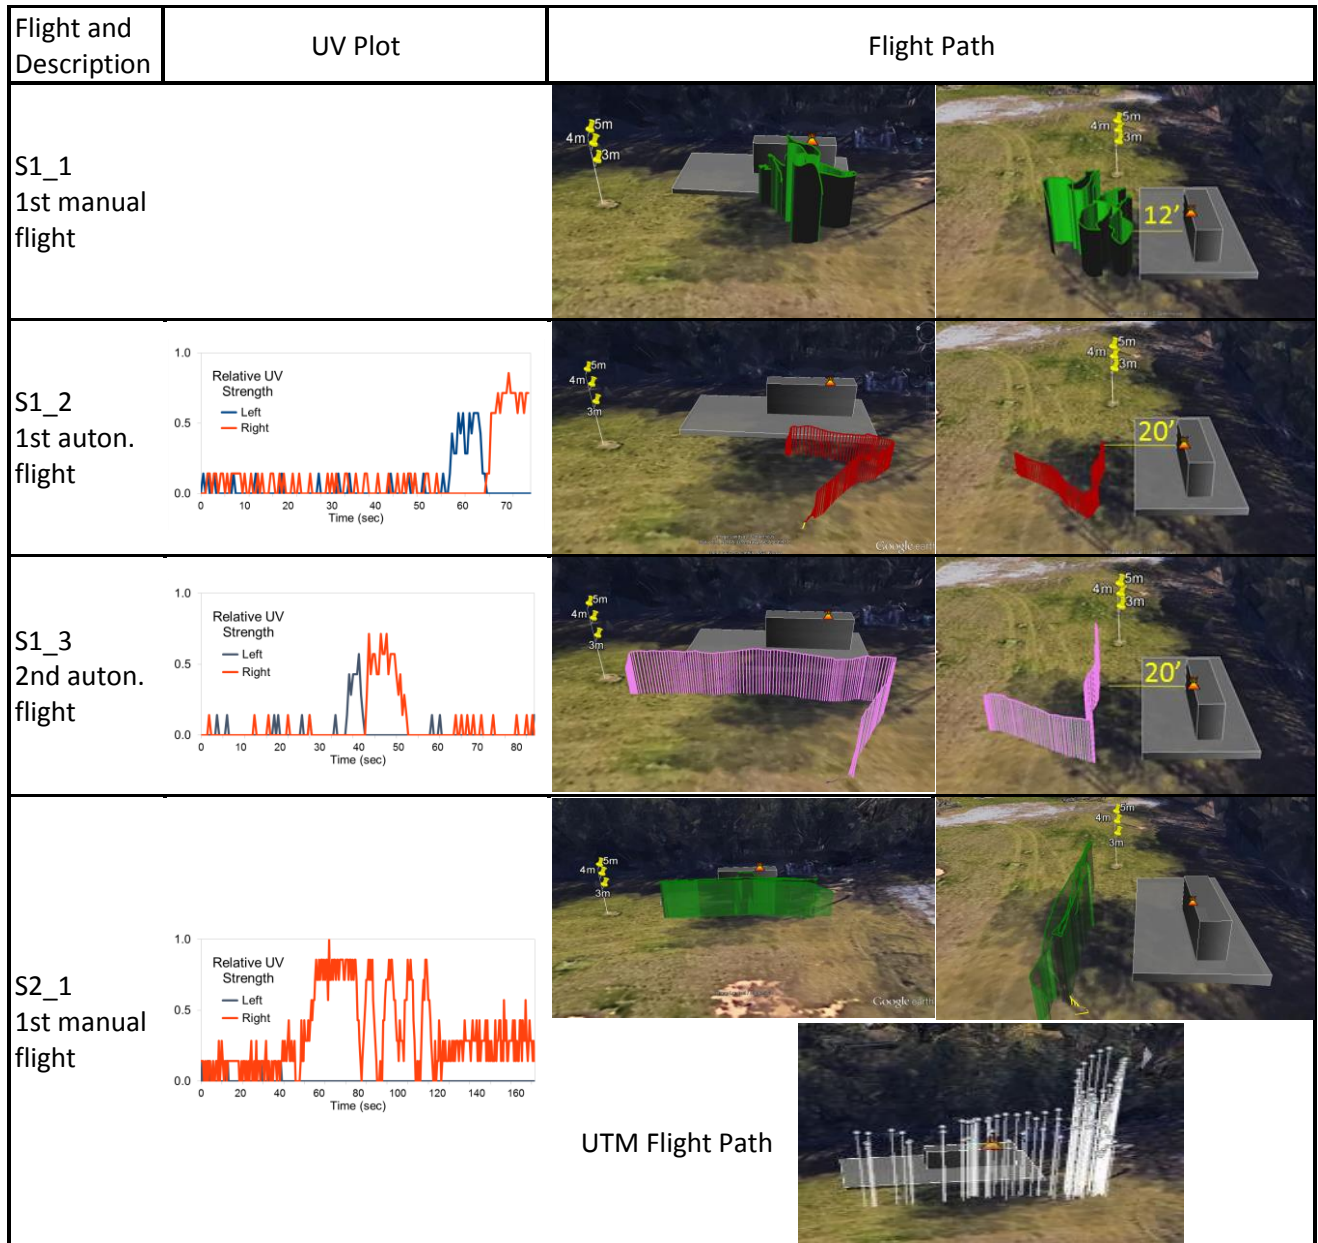 Flight and
Description
UV Plot
Flight Path
S1_1
1st manual
flight
5m
4m
3m
5m
4m
3m
12’
S1_2
1st auton.
flight
1.0
0.5
0.0
Relative UV
Strength
Left
Right
0 10 20 30 40 50 60 70
Time (sec)
5m
4m
3m
Google earth
5m
4m
3m
20’
S1_3
2nd auton.
flight
1.0
0.5
0.0
Relative UV
Strength
Left
Right
0 10 20 30 40 50 60 70 80
Time (sec)
5m
4m
3m
5m
4m
3m
20’
S2_1
1st manual
flight
1.0
0.5
0.0
Relative UV
Strength
Left
Right
0 20 40 60 80 100 120 140 160
Time (sec)
5m
4m
3m
Google earth
5m
4m
3m
UTM Flight Path